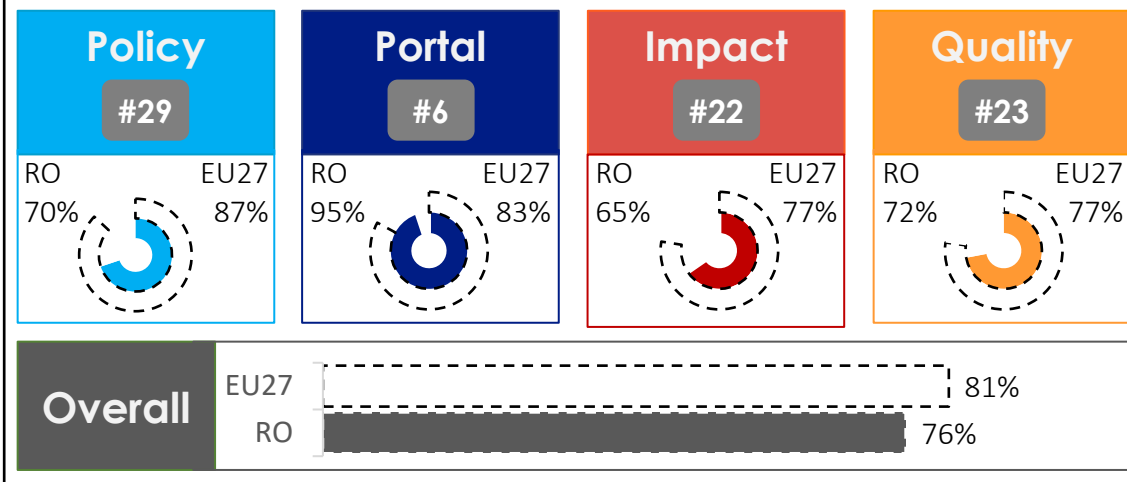 Policy
#29
RO EU27
70% 87%
Portal
#6
RO EU27
95% 83%
Impact
#22
RO EU27
65% 77%
Quality
#23
RO EU27
72% 77%
Overall
EU27 81%
RO 76%